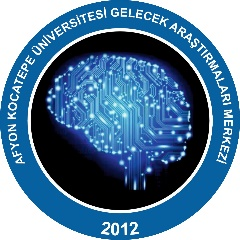 AFYON KOCATEPE ÜNİVERSİTESİ GELECEK ARAŞTIRMALARI MERKEZİ
2012